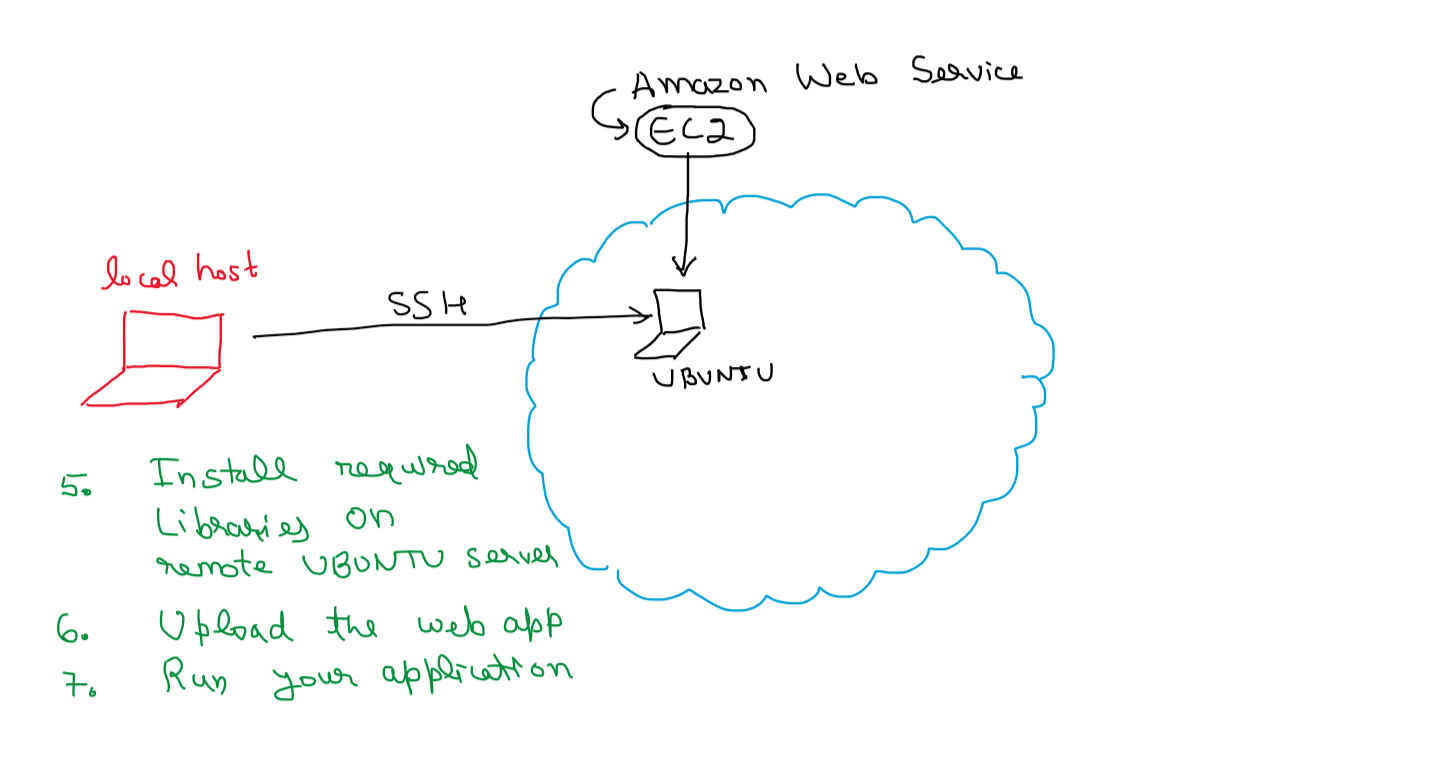 Amazon Web Service
EC2
local host
SSH
UBUNTU
5. Install required
Libraries on
remote UBUNTU server
6. Upload the web app
7. Run your application